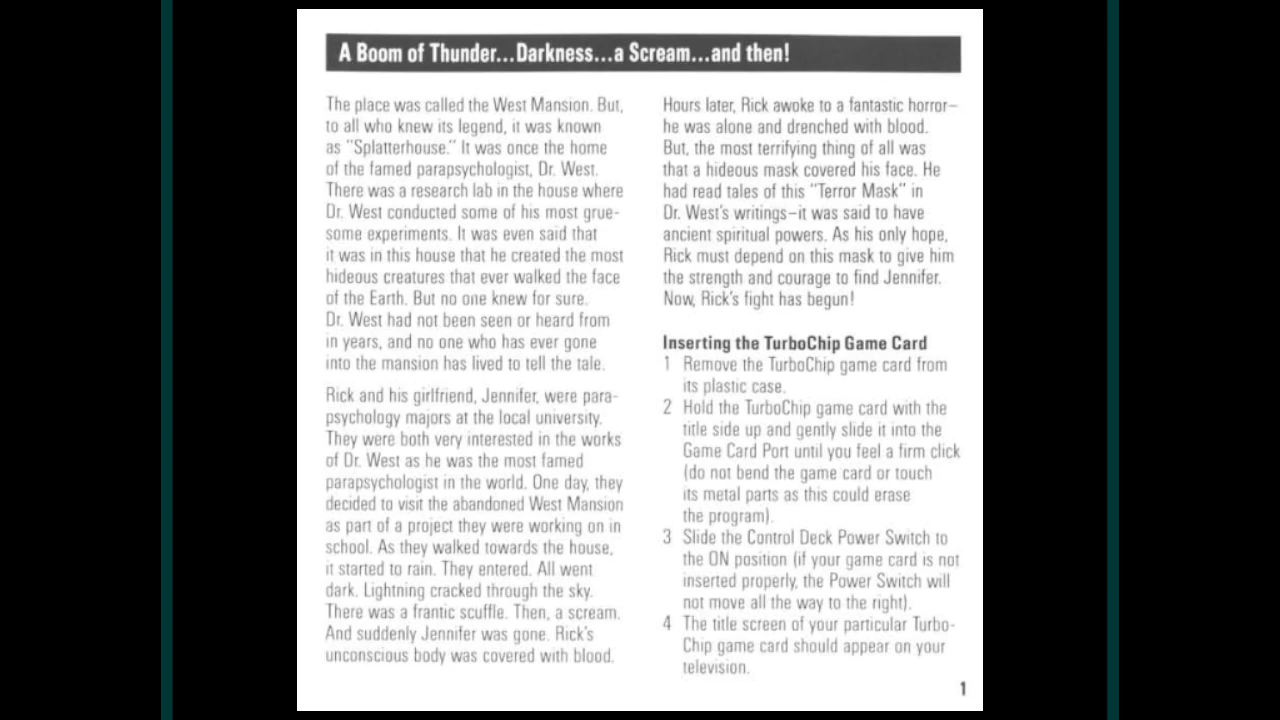 A Boom of Thunder...Darkness...a Scream...and then!
The place was called the West Mansion. But,
to all who knew its legend, it was known
as "Splatterhouse." It was once the home
of the famed parapsychologist, Dr. West.
There was a research lab in the house where
Dr. West conducted some of his most grue-
some experiments. It was even said that
it was in this house that he created the most
hideous creatures that ever walked the face
of the Earth. But no one knew for sure.
Dr. West had not been seen or heard from
in years, and no one who has ever gone
into the mansion has lived to tell the tale.
Rick and his girlfriend, Jennifer, were para-
psychology majors at the local university.
They were both very interested in the works
of Dr. West as he was the most famed
parapsychologist in the world. One day, they
decided to visit the abandoned West Mansion
as part of a project they were working on in
school. As they walked towards the house,
it started to rain. They entered. All went
dark. Lightning cracked through the sky.
There was a frantic scuffle. Then, a scream.
And suddenly Jennifer was gone. Rick's
unconscious body was covered with blood.
Hours later, Rick awoke to a fantastic horror–
he was alone and drenched with blood.
But, the most terrifying thing of all was
that a hideous mask covered his face. He
had read tales of this "Terror Mask" in
Dr. West's writings–it was said to have
ancient spiritual powers. As his only hope,
Rick must depend on this mask to give him
the strength and courage to find Jennifer.
Now, Rick's fight has begun!
Inserting the TurboChip Game Card
1 Remove the TurboChip game card from
its plastic case.
2 Hold the TurboChip game card with the
title side up and gently slide it into the
Game Card Port until you feel a firm click
(do not bend the game card or touch
its metal parts as this could erase
the program).
3 Slide the Control Deck Power Switch to
the ON position (if your game card is not
inserted properly, the Power Switch will
not move all the way to the right).
4 The title screen of your particular Turbo-
Chip game card should appear on your
television.
1